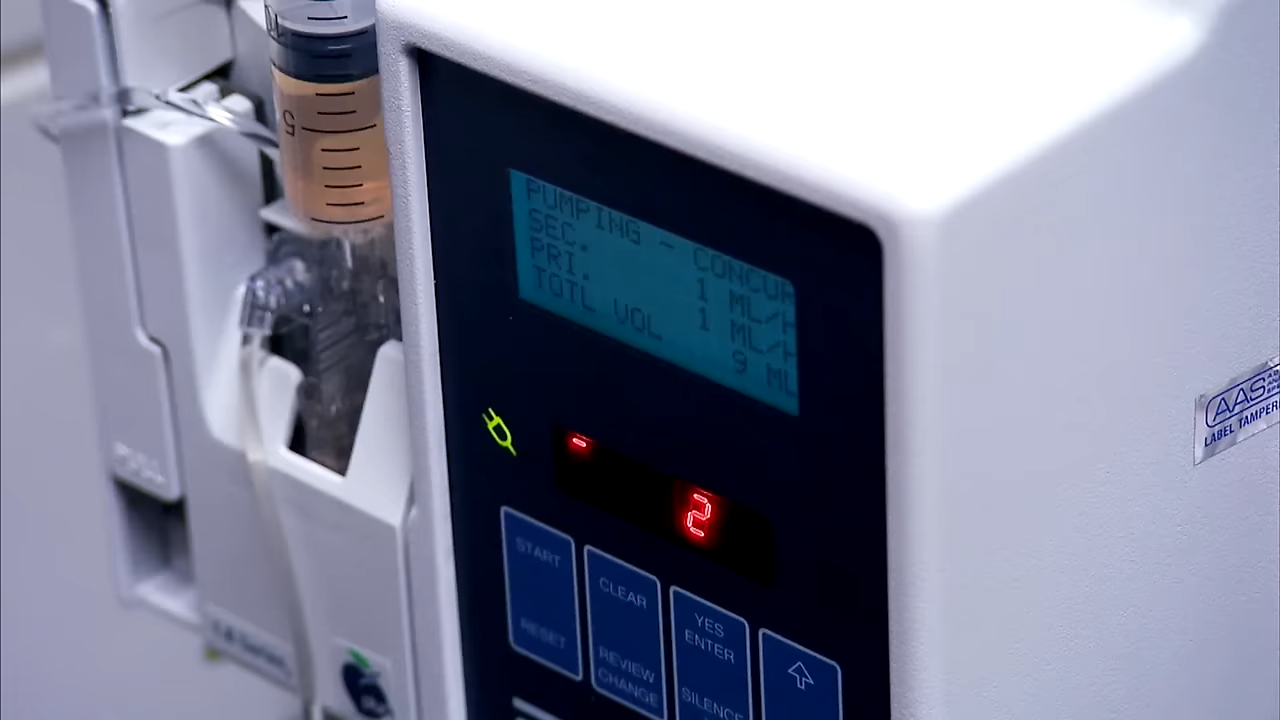 5
PUMPING - CONCUR
SEC. 1 ML/H
PRI. 1 ML/H
TOTL VOL 9 ML
- 2
START
RESET
CLEAR
REVIEW
CHANGE
YES
ENTER
SILENCE
AAS
LABEL TAMPER